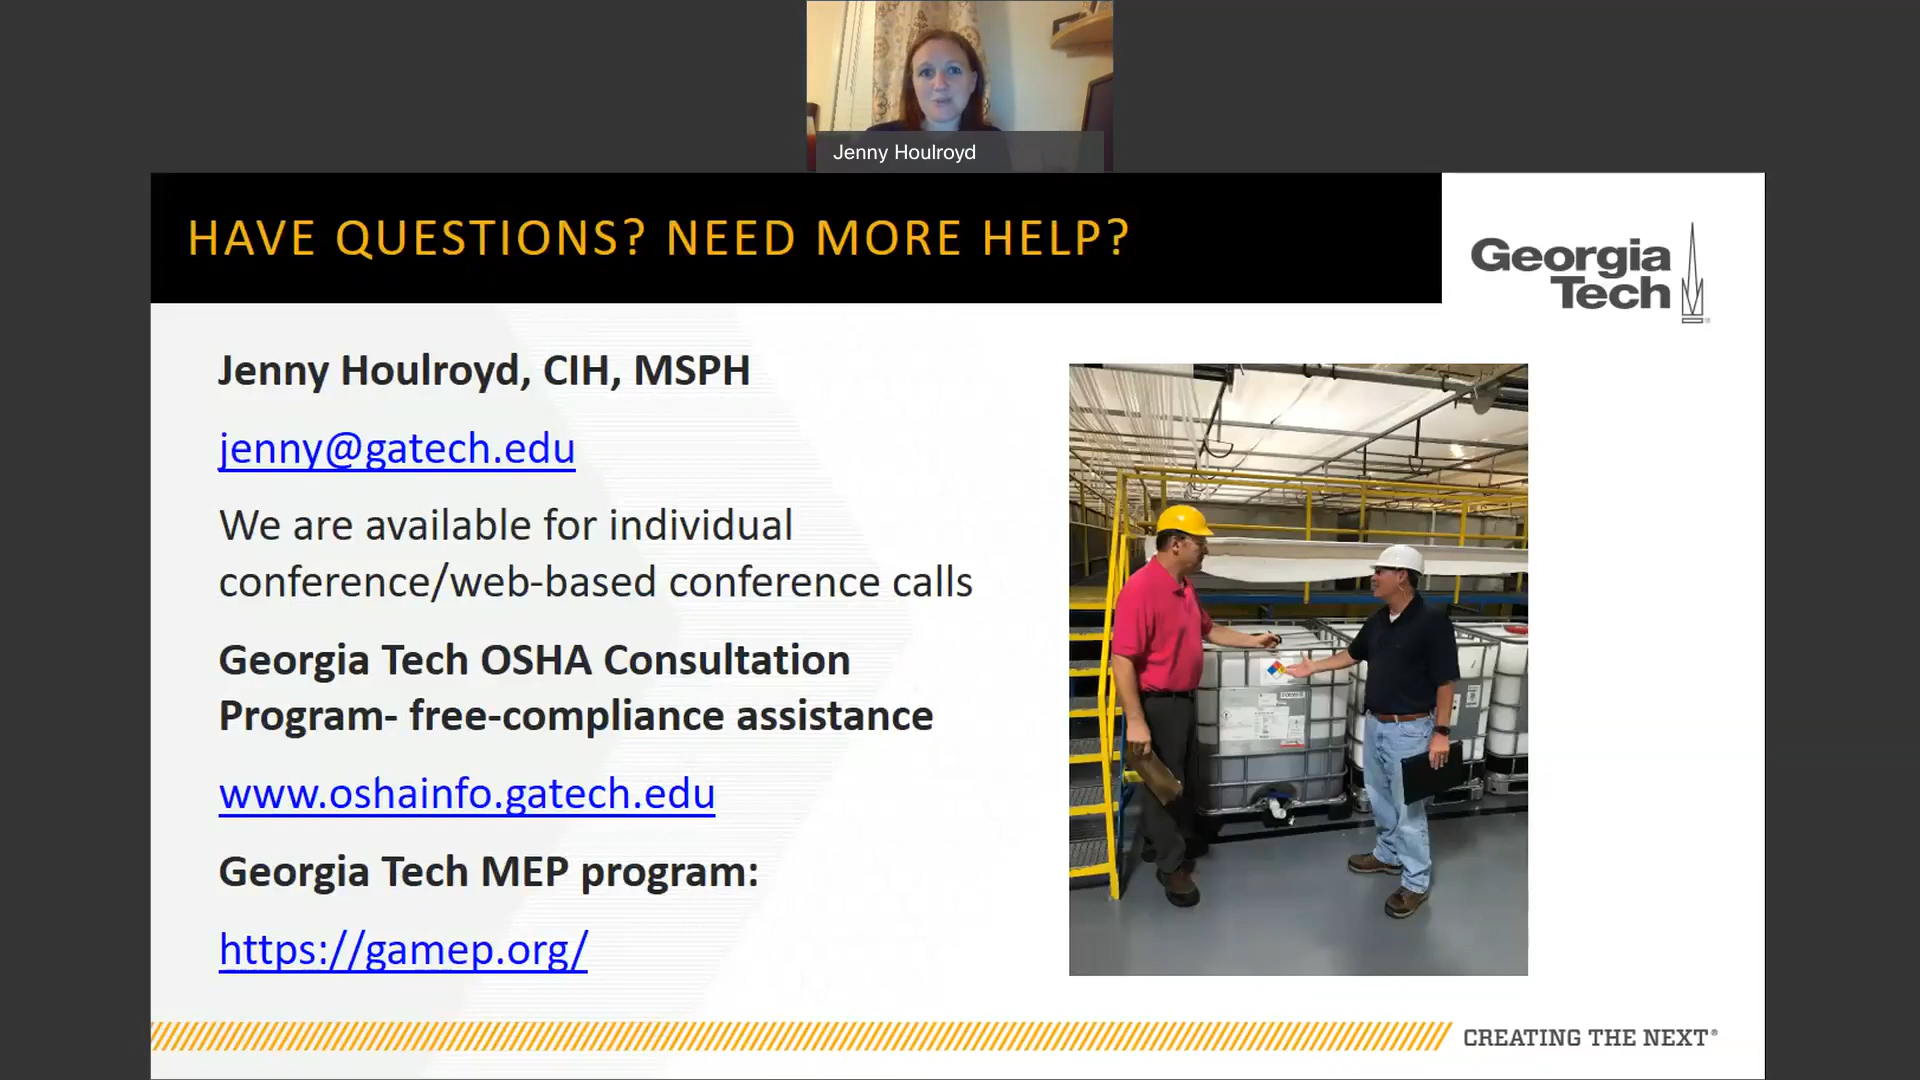 Jenny Houlroyd
HAVE QUESTIONS? NEED MORE HELP?
Georgia
Tech
Jenny Houlroyd, CIH, MSPH
jenny@gatech.edu
We are available for individual
conference/web-based conference calls
Georgia Tech OSHA Consultation
Program- free-compliance assistance
www.oshainfo.gatech.edu
Georgia Tech MEP program:
https://gamep.org/
CREATING THE NEXT®